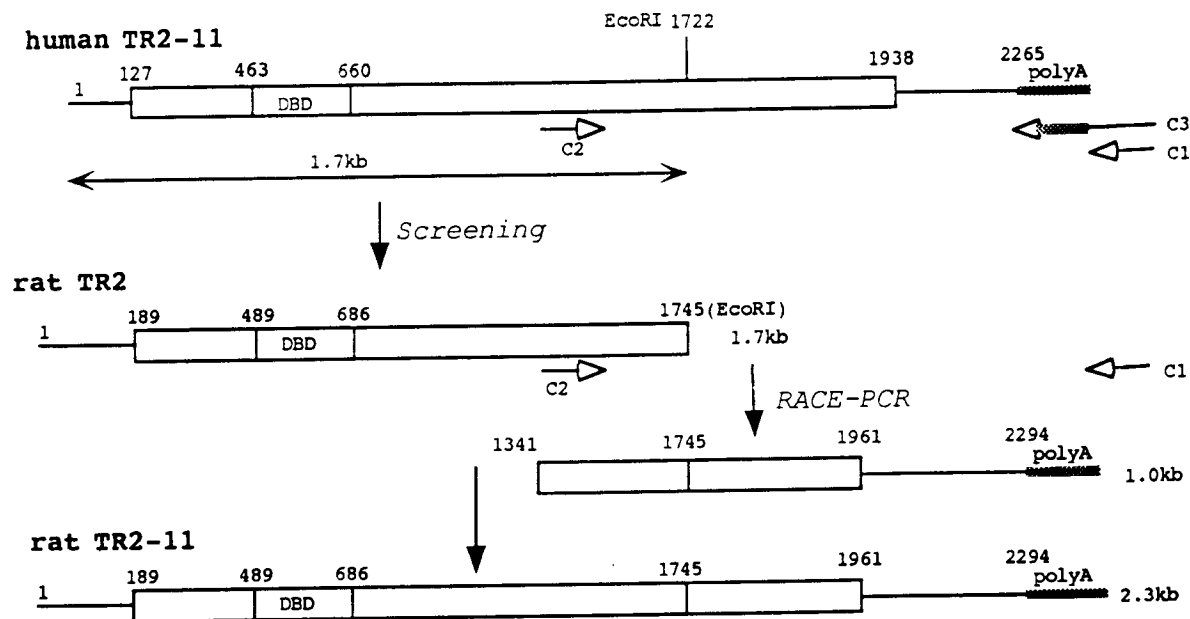 EcoRI 1722
human TR2-11
1 127 463 660 1938 2265
polyA
DBD
C2
C3
C1
1.7kb
Screening
rat TR2
1 189 489 686 1745(EcoRI)
DBD
1.7kb
C2
C1
RACE-PCR
1341 1745 1961 2294
polyA
1.0kb
rat TR2-11
1 189 489 686 1745 1961 2294
polyA
DBD
2.3kb